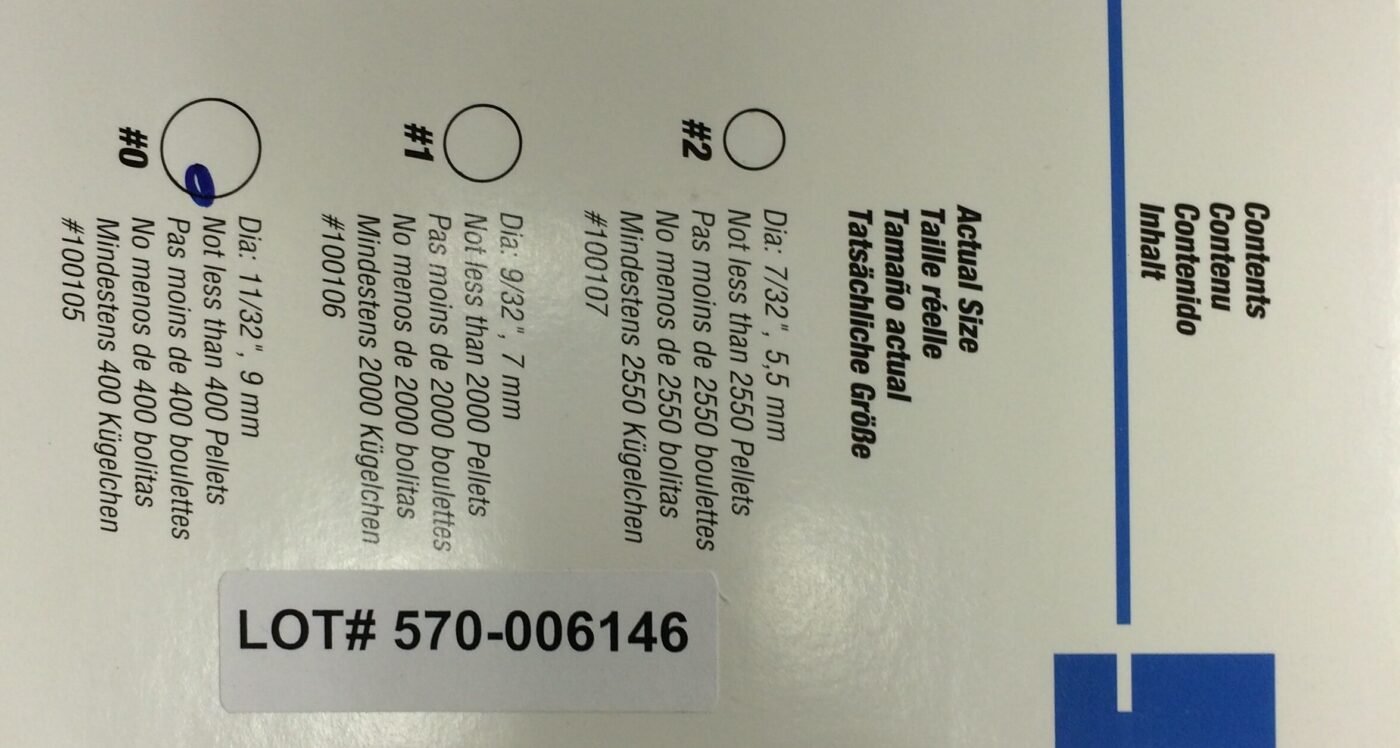 Contents
Contenu
Contenido
Inhalt
Actual Size
Taille réelle
Tamaño actual
Tatsächliche Größe
#2
Dia: 7/32", 5,5 mm
Not less than 2550 Pellets
Pas moins de 2550 boulettes
No menos de 2550 bolitas
Mindestens 2550 Kügelchen
#100107
#1
Dia: 9/32", 7 mm
Not less than 2000 Pellets
Pas moins de 2000 boulettes
No menos de 2000 bolitas
Mindestens 2000 Kügelchen
#100106
#0
Dia: 11/32", 9 mm
Not less than 400 Pellets
Pas moins de 400 boulettes
No menos de 400 bolitas
Mindestens 400 Kügelchen
#100105
LOT# 570-006146